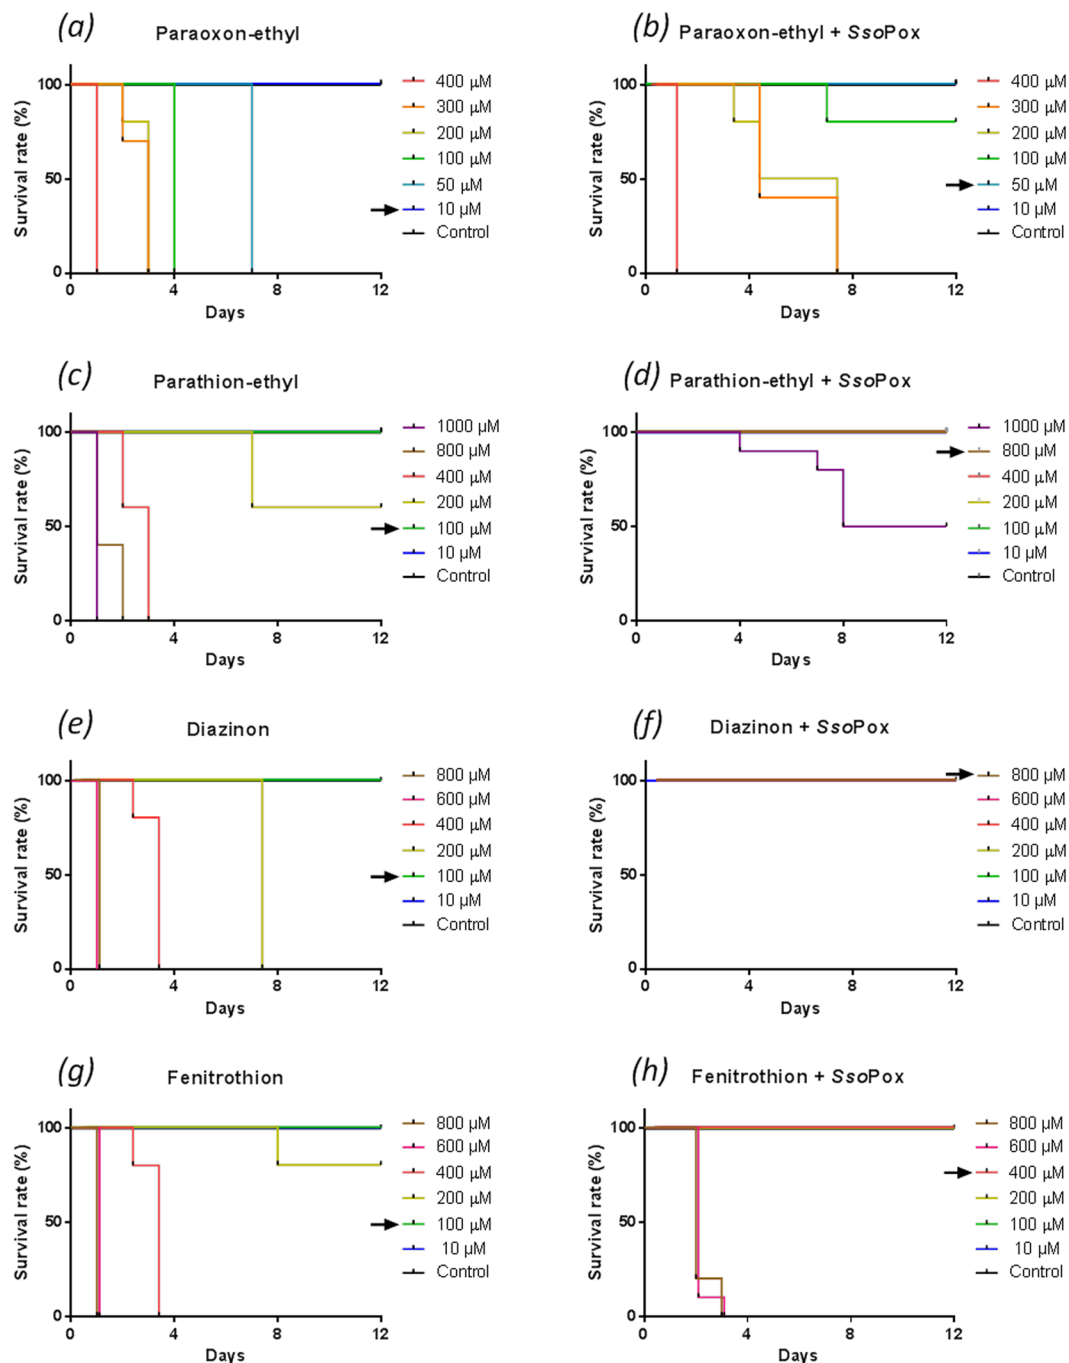 (a) Paraoxon-ethyl
Survival rate (%)
100
50
0
0 4 8 12
Days
400 µM
300 µM
200 µM
100 µM
50 µM
10 µM
Control
(b) Paraoxon-ethyl + SsoPox
Survival rate (%)
100
50
0
0 4 8 12
Days
400 µM
300 µM
200 µM
100 µM
50 µM
10 µM
Control
(c) Parathion-ethyl
Survival rate (%)
100
50
0
0 4 8 12
Days
1000 µM
800 µM
400 µM
200 µM
100 µM
10 µM
Control
(d) Parathion-ethyl + SsoPox
Survival rate (%)
100
50
0
0 4 8 12
Days
1000 µM
800 µM
400 µM
200 µM
100 µM
10 µM
Control
(e) Diazinon
Survival rate (%)
100
50
0
0 4 8 12
Days
800 µM
600 µM
400 µM
200 µM
100 µM
10 µM
Control
(f) Diazinon + SsoPox
Survival rate (%)
100
50
0
0 4 8 12
Days
800 µM
600 µM
400 µM
200 µM
100 µM
10 µM
Control
(g) Fenitrothion
Survival rate (%)
100
50
0
0 4 8 12
Days
800 µM
600 µM
400 µM
200 µM
100 µM
10 µM
Control
(h) Fenitrothion + SsoPox
Survival rate (%)
100
50
0
0 4 8 12
Days
800 µM
600 µM
400 µM
200 µM
100 µM
10 µM
Control